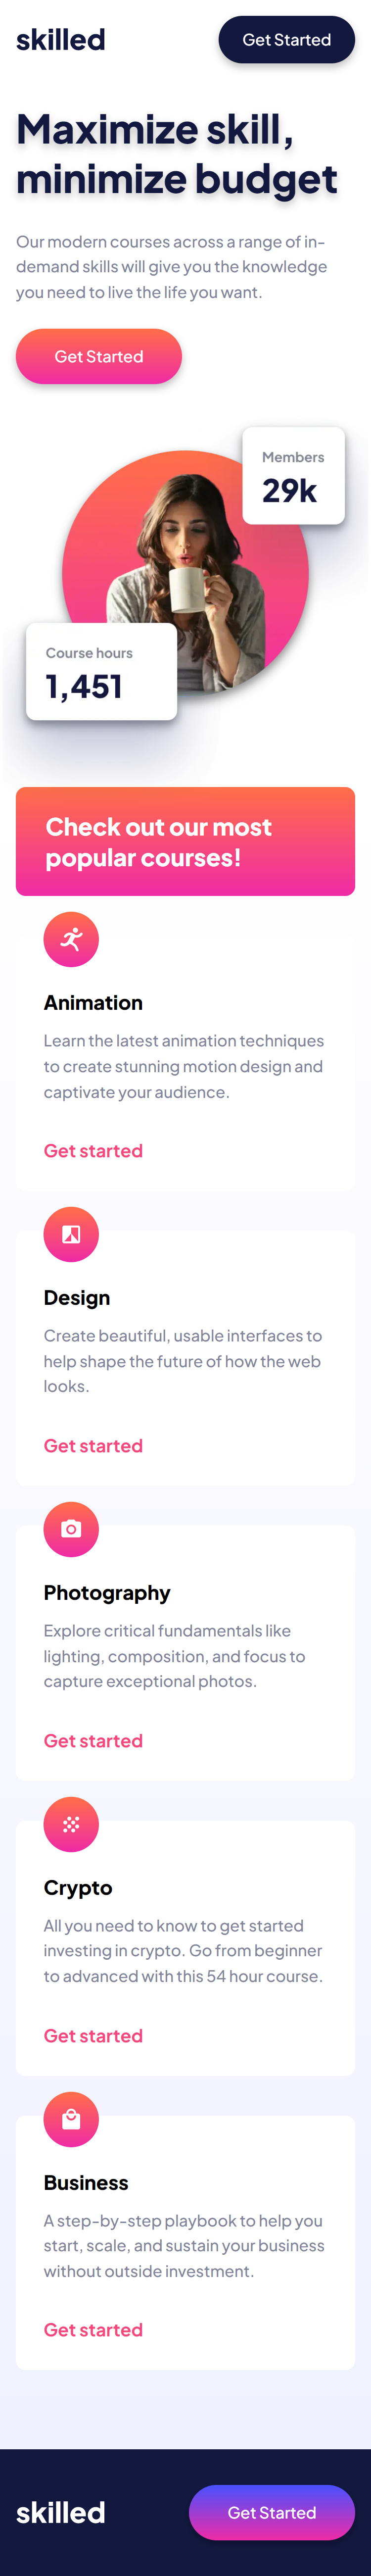 skilled
Get Started
Maximize skill,
minimize budget
Our modern courses across a range of in-
demand skills will give you the knowledge
you need to live the life you want.
Get Started
Members
29k
Course hours
1,451
Check out our most
popular courses!
Animation
Learn the latest animation techniques
to create stunning motion design and
captivate your audience.
Get started
Design
Create beautiful, usable interfaces to
help shape the future of how the web
looks.
Get started
Photography
Explore critical fundamentals like
lighting, composition, and focus to
capture exceptional photos.
Get started
Crypto
All you need to know to get started
investing in crypto. Go from beginner
to advanced with this 54 hour course.
Get started
Business
A step-by-step playbook to help you
start, scale, and sustain your business
without outside investment.
Get started
skilled
Get Started